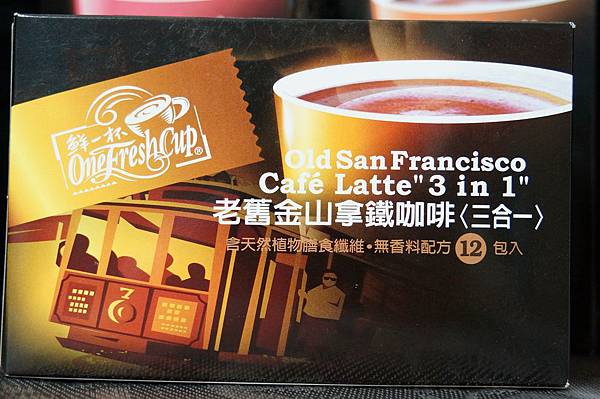 鮮一杯
OneFreshCup®
Old San Francisco
Café Latte "3 in 1"
老舊金山拿鐵咖啡〈三合一〉
含天然植物膳食纖維•無香料配方 12 包入